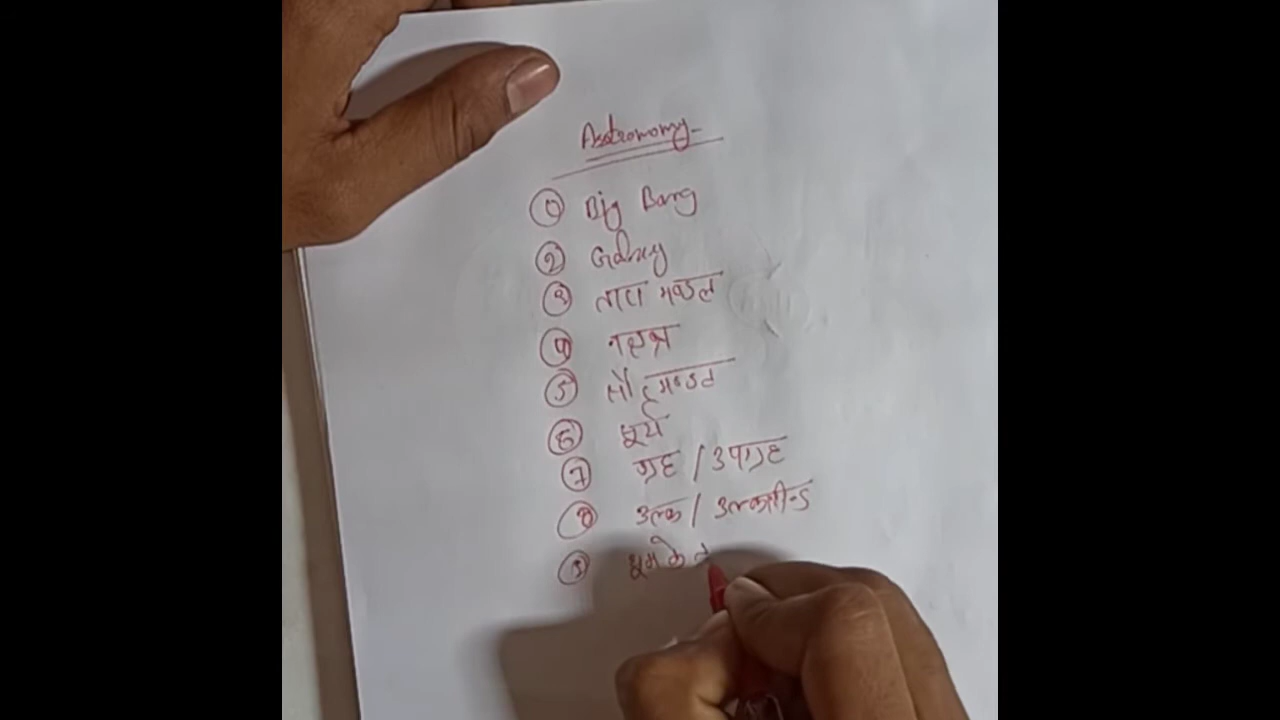 Astronomy
① Big Bang
② Galaxy
③ तारा मण्डल
④ नक्षत्र
⑤ सौर मण्डल
⑥ सूर्य
⑦ ग्रह / उपग्रह
⑧ उल्का / उल्कापीण्ड
⑨ धूमके